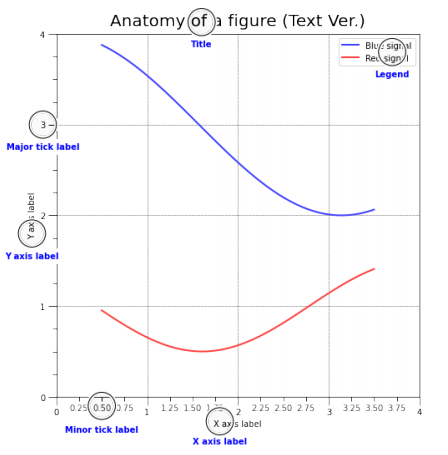 Anatomy of a figure (Text Ver.)
Title
Blue signal
Red signal
Legend
4
3
Major tick label
2
Y axis label
Y axis label
1
0
0 0.25 0.50 0.75 1 1.25 1.50 1.75 2 2.25 2.50 2.75 3 3.25 3.50 3.75 4
Minor tick label
X axis label
X axis label